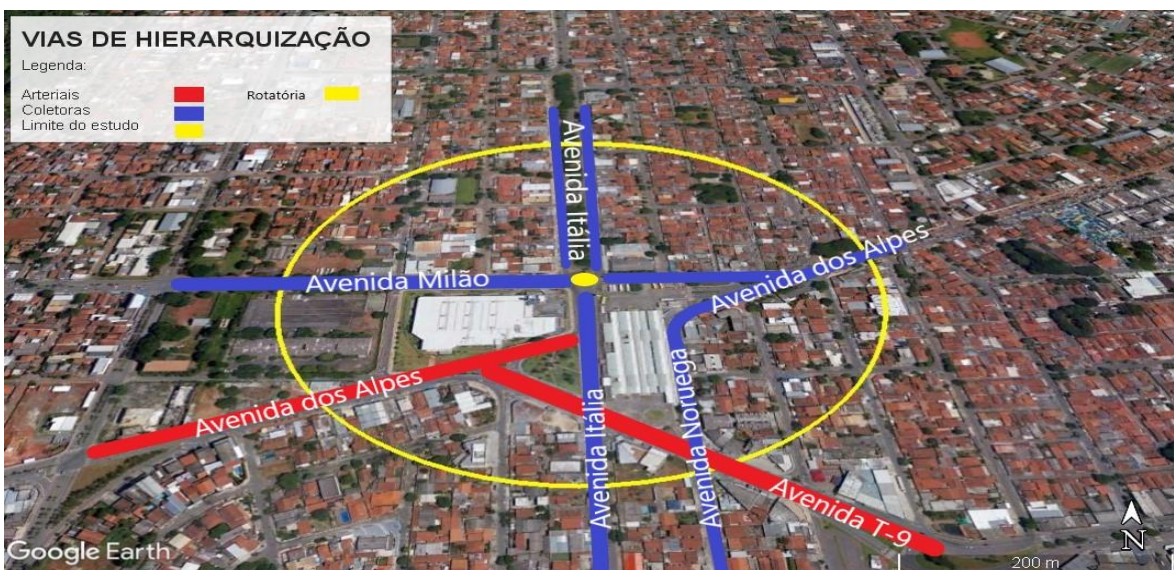 VIAS DE HIERARQUIZAÇÃO
Legenda:
Arteriais
Rotatória
Coletoras
Limite do estudo
Avenida Itália
Avenida Milão
Avenida dos Alpes
Avenida dos Alpes
Avenida Itália
Avenida Noruega
Avenida T-9
Google Earth
N
200 m